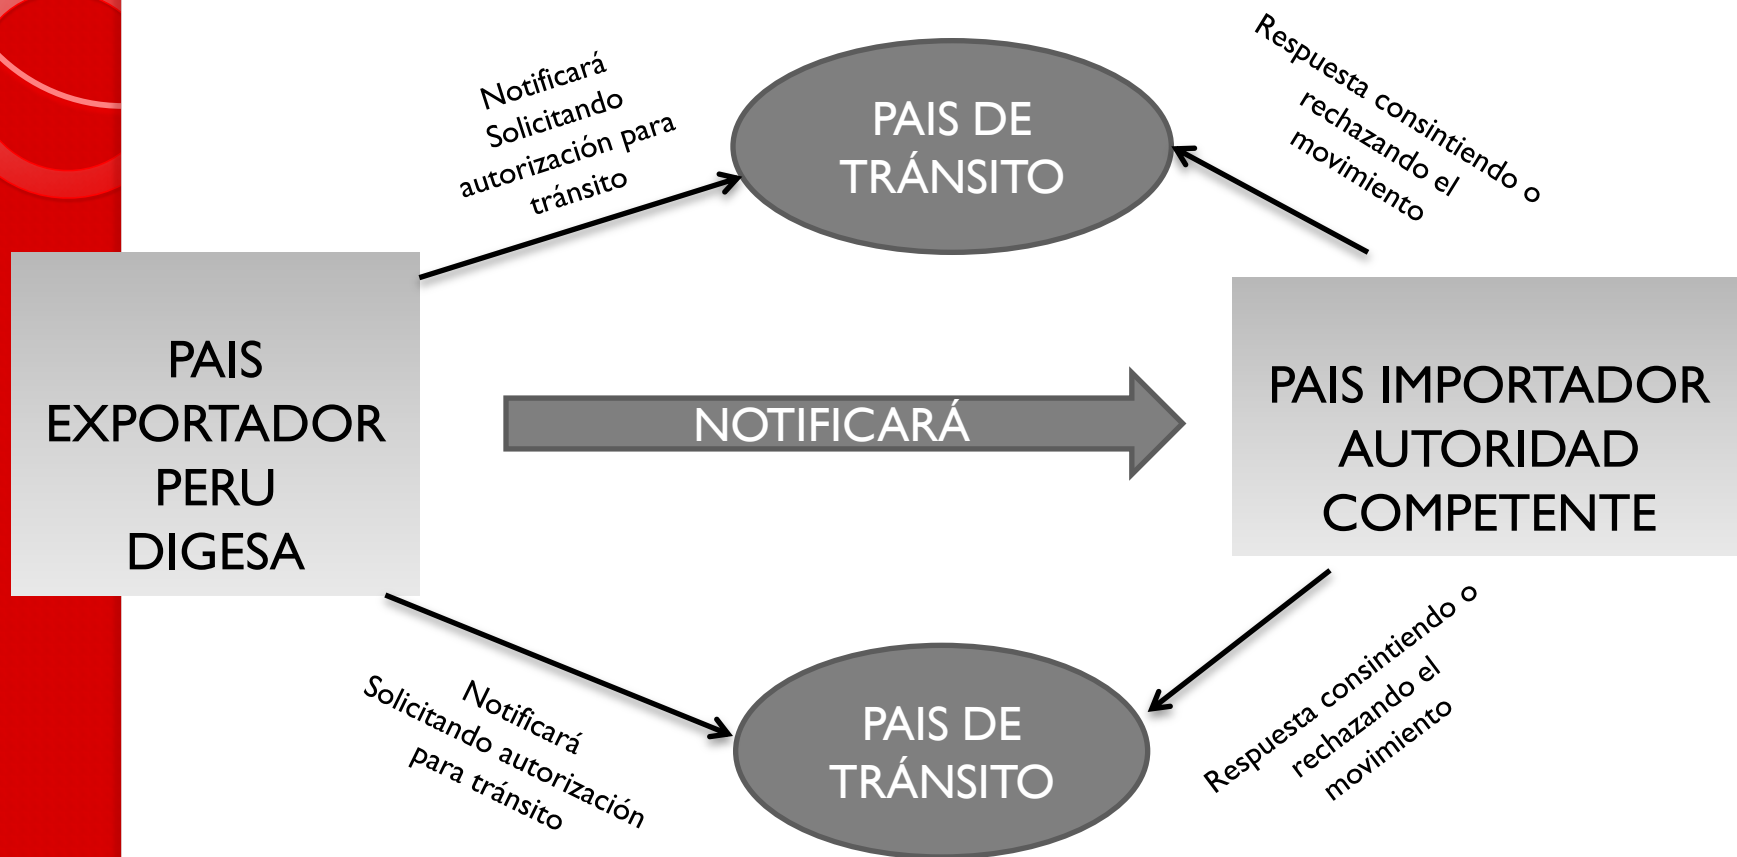 Notificará
Solicitando
autorización para
tránsito
PAIS DE
TRÁNSITO
Respuesta consintiendo o
rechazando el
movimiento
PAIS
EXPORTADOR
PERU
DIGESA
NOTIFICARÁ
PAIS IMPORTADOR
AUTORIDAD
COMPETENTE
Notificará
Solicitando autorización
para tránsito
PAIS DE
TRÁNSITO
Respuesta consintiendo o
rechazando el
movimiento